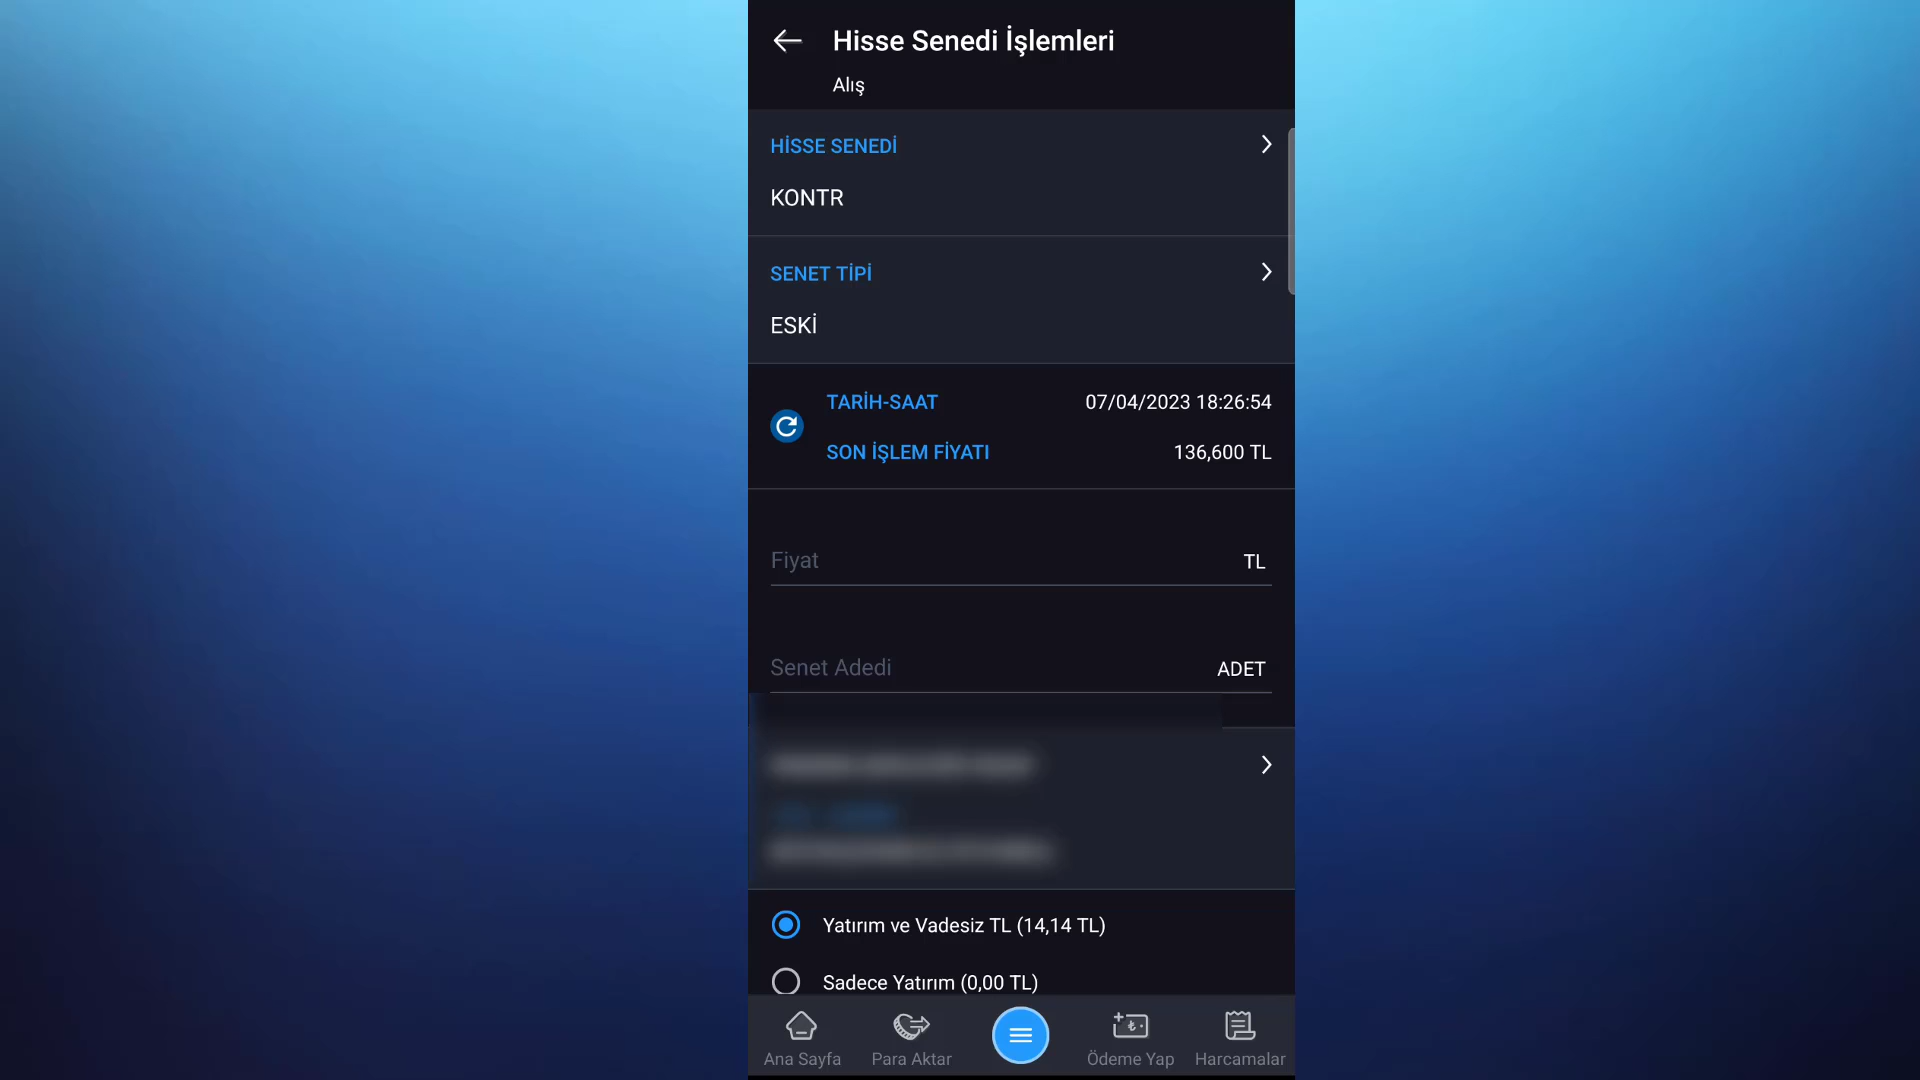 Hisse Senedi İşlemleri
Alış
HİSSE SENEDİ
KONTR
SENET TİPİ
ESKİ
TARİH-SAAT 07/04/2023 18:26:54
SON İŞLEM FİYATI 136,600 TL
Fiyat TL
Senet Adedi ADET
Yatırım ve Vadesiz TL (14,14 TL)
Sadece Yatırım (0,00 TL)
Ana Sayfa Para Aktar Ödeme Yap Harcamalar